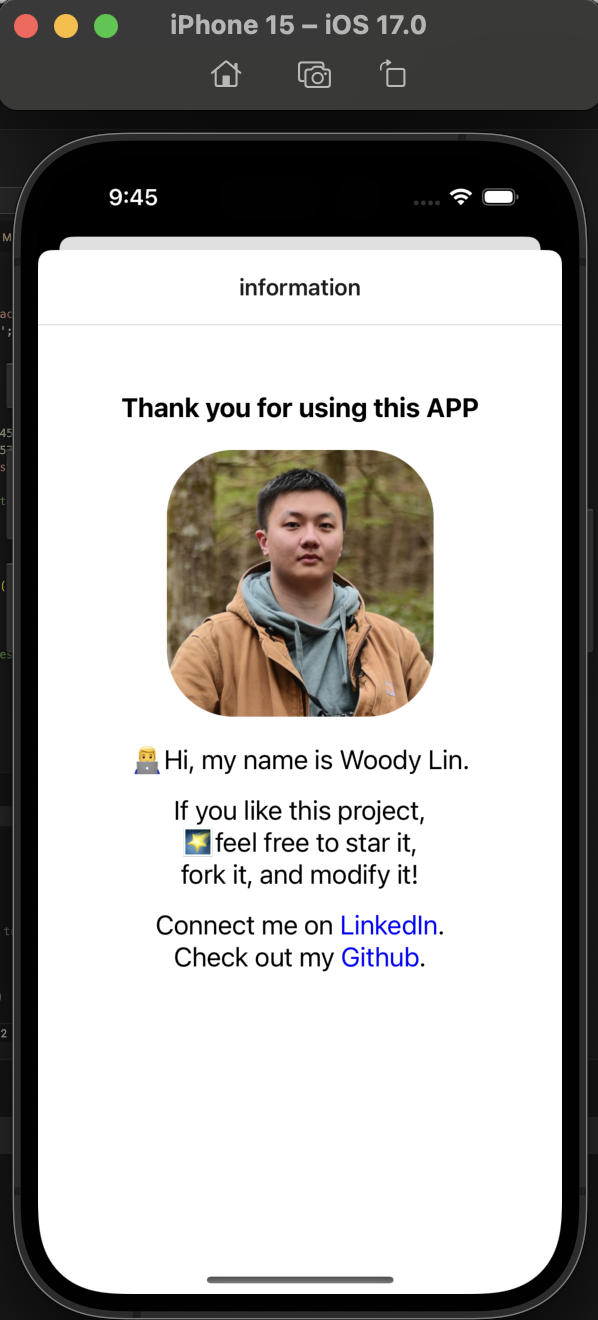 iPhone 15 – iOS 17.0
9:45
information
Thank you for using this APP
👨‍💻Hi, my name is Woody Lin.
If you like this project,
🌠feel free to star it,
fork it, and modify it!
Connect me on LinkedIn.
Check out my Github.